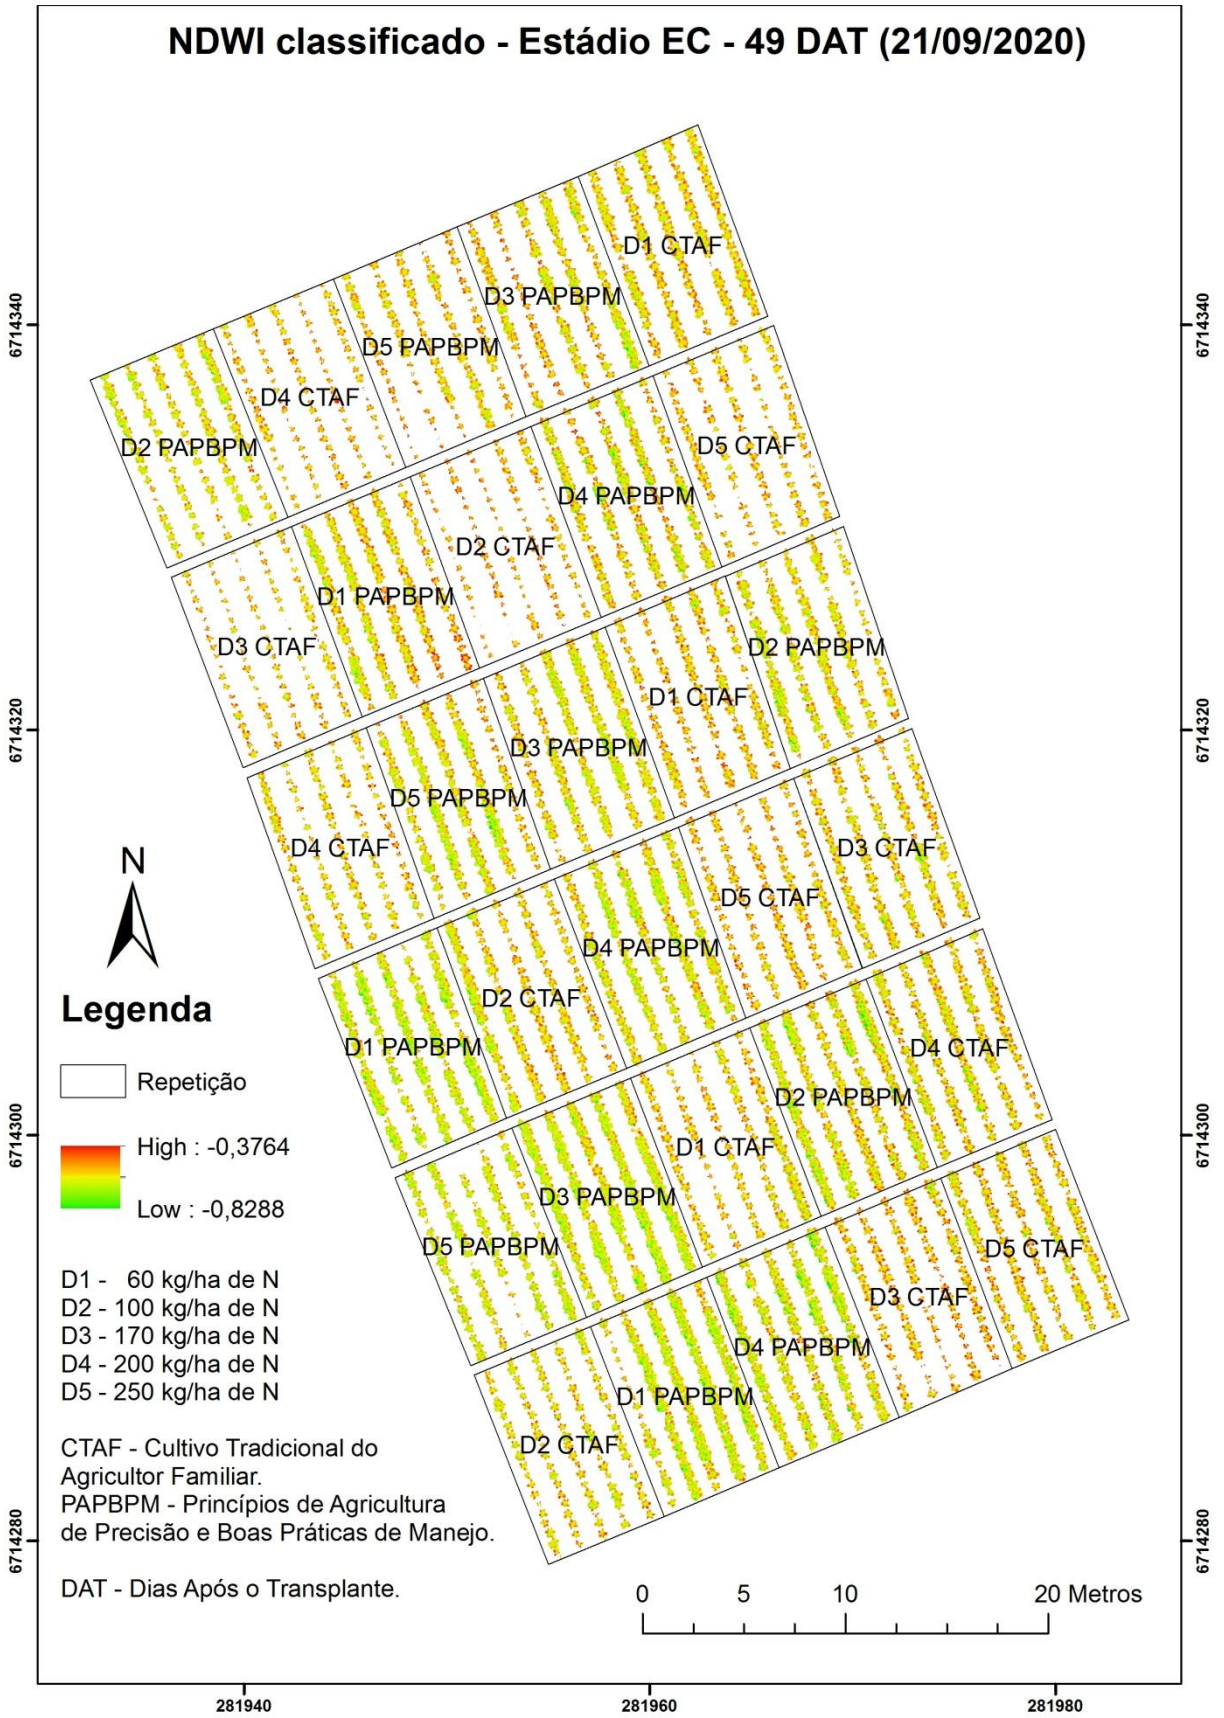 NDWI classificado - Estádio EC - 49 DAT (21/09/2020)
D1 CTAF
D3 PAPBPM
D5 PAPBPM
D4 CTAF
D2 PAPBPM
D5 CTAF
D4 PAPBPM
D2 CTAF
D1 PAPBPM
D3 CTAF
D2 PAPBPM
D1 CTAF
D3 PAPBPM
D5 PAPBPM
D4 CTAF
D3 CTAF
D5 CTAF
D4 PAPBPM
D2 CTAF
D1 PAPBPM
D4 CTAF
D2 PAPBPM
D1 CTAF
D3 PAPBPM
D5 PAPBPM
D5 CTAF
D3 CTAF
D4 PAPBPM
D1 PAPBPM
D2 CTAF
6714340
6714320
6714300
6714280
6714340
6714320
6714300
6714280
N
Legenda
Repetição
High : -0,3764
Low : -0,8288
D1 - 60 kg/ha de N
D2 - 100 kg/ha de N
D3 - 170 kg/ha de N
D4 - 200 kg/ha de N
D5 - 250 kg/ha de N
CTAF - Cultivo Tradicional do
Agricultor Familiar.
PAPBPM - Princípios de Agricultura
de Precisão e Boas Práticas de Manejo.
DAT - Dias Após o Transplante.
0 5 10 20 Metros
281940 281960 281980